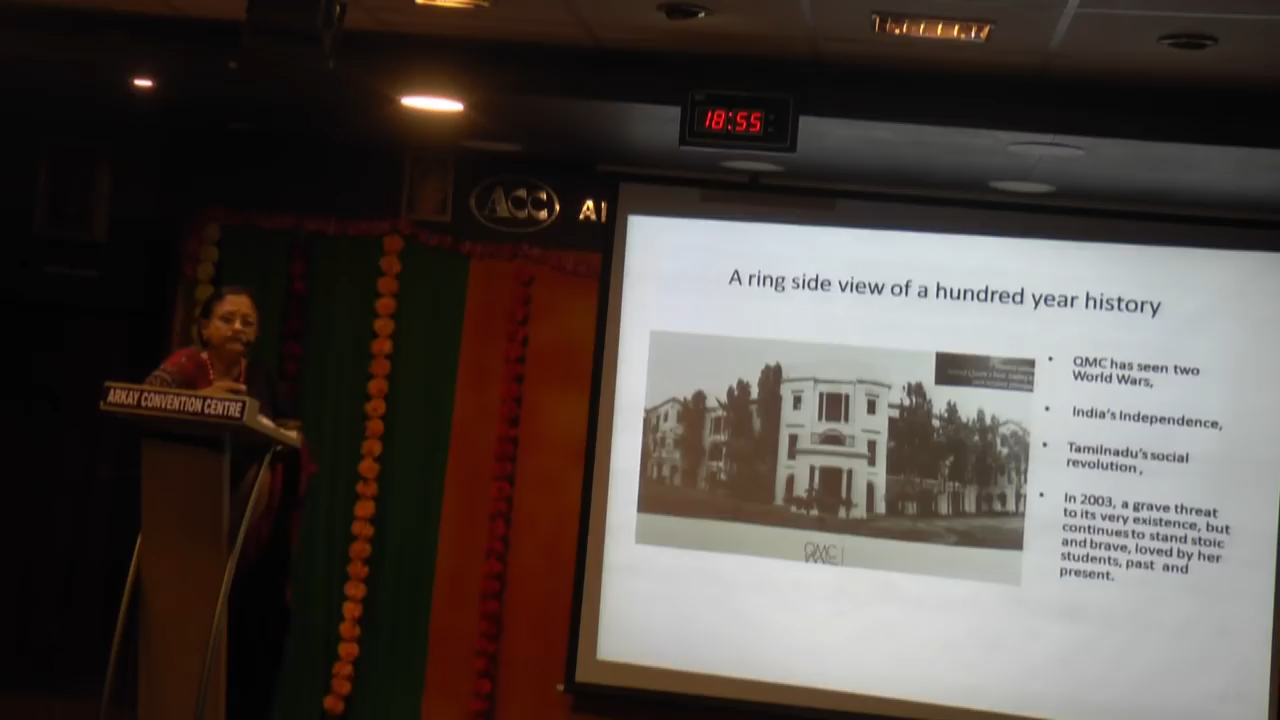 18:55
ACC
ARKAY CONVENTION CENTRE
A ring side view of a hundred year history
• QMC has seen two
World Wars,
• India's Independence,
• Tamilnadu's social
revolution,
• In 2003, a grave threat
to its very existence, but
continues to stand stoic
and brave, loved by her
students, past and
present.
QMC